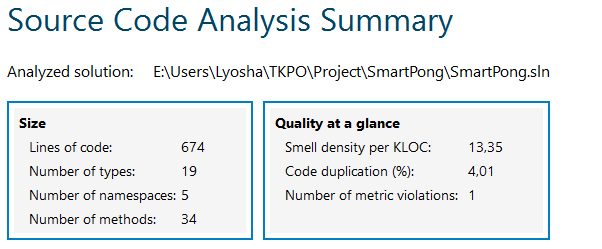 Source Code Analysis Summary
Analyzed solution: E:\Users\Lyosha\TKPO\Project\SmartPong\SmartPong.sln
Size
Lines of code: 674
Number of types: 19
Number of namespaces: 5
Number of methods: 34
Quality at a glance
Smell density per KLOC: 13,35
Code duplication (%): 4,01
Number of metric violations: 1